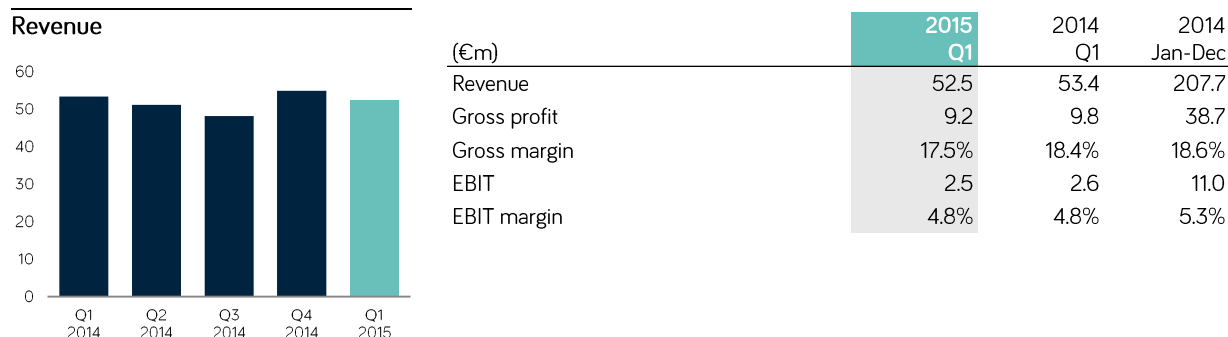 Revenue
60
50
40
30
20
10
0
Q1 Q2 Q3 Q4 Q1
2014 2014 2014 2014 2015
2015 2014 2014
(€m) Q1 Q1 Jan-Dec
Revenue 52.5 53.4 207.7
Gross profit 9.2 9.8 38.7
Gross margin 17.5% 18.4% 18.6%
EBIT 2.5 2.6 11.0
EBIT margin 4.8% 4.8% 5.3%